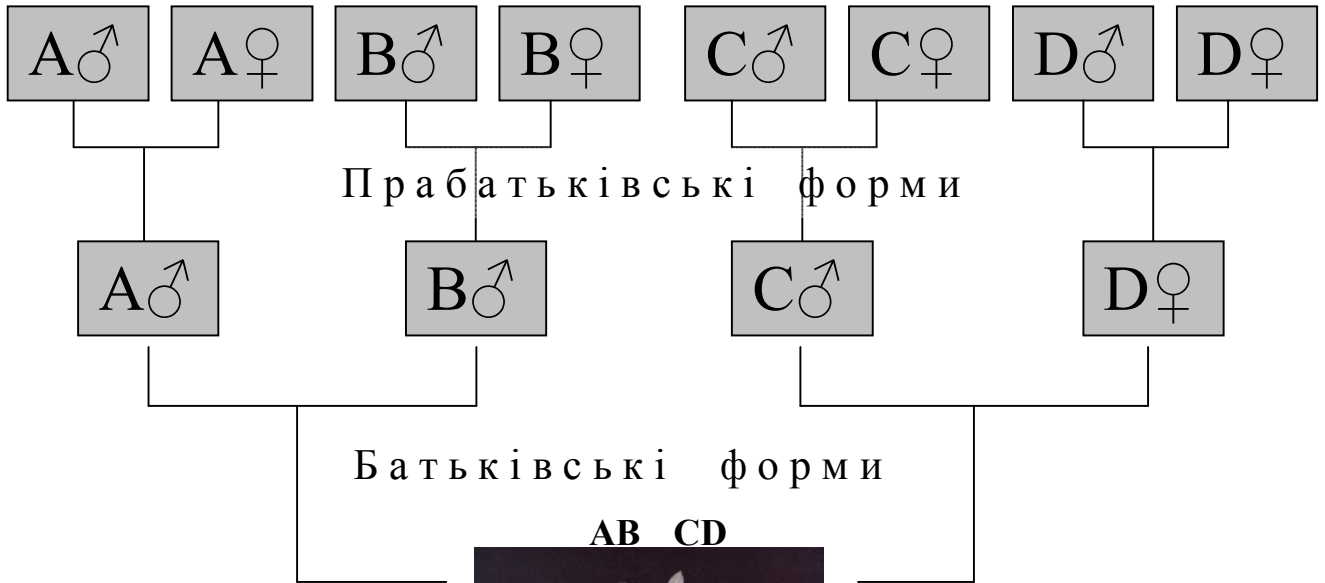 A♂ A♀ B♂ B♀ C♂ C♀ D♂ D♀
Прабатьківські форми
A♂ B♂ C♂ D♀
Батьківські форми
AB CD